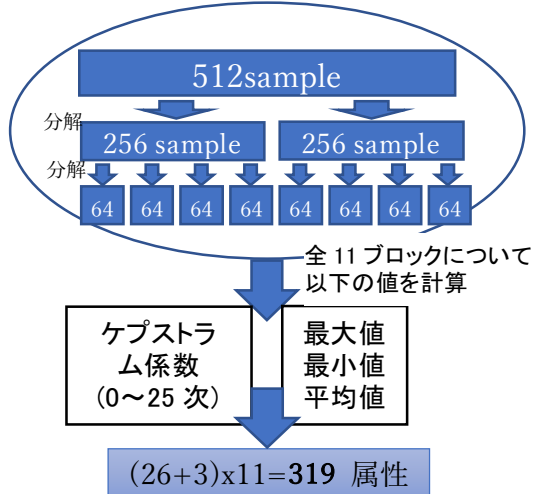 512sample
分解
256 sample 256 sample
分解
64 64 64 64 64 64 64 64
全 11 ブロックについて
以下の値を計算
ケプストラ
ム係数
(0～25 次)
最大値
最小値
平均値
(26+3)x11=319 属性